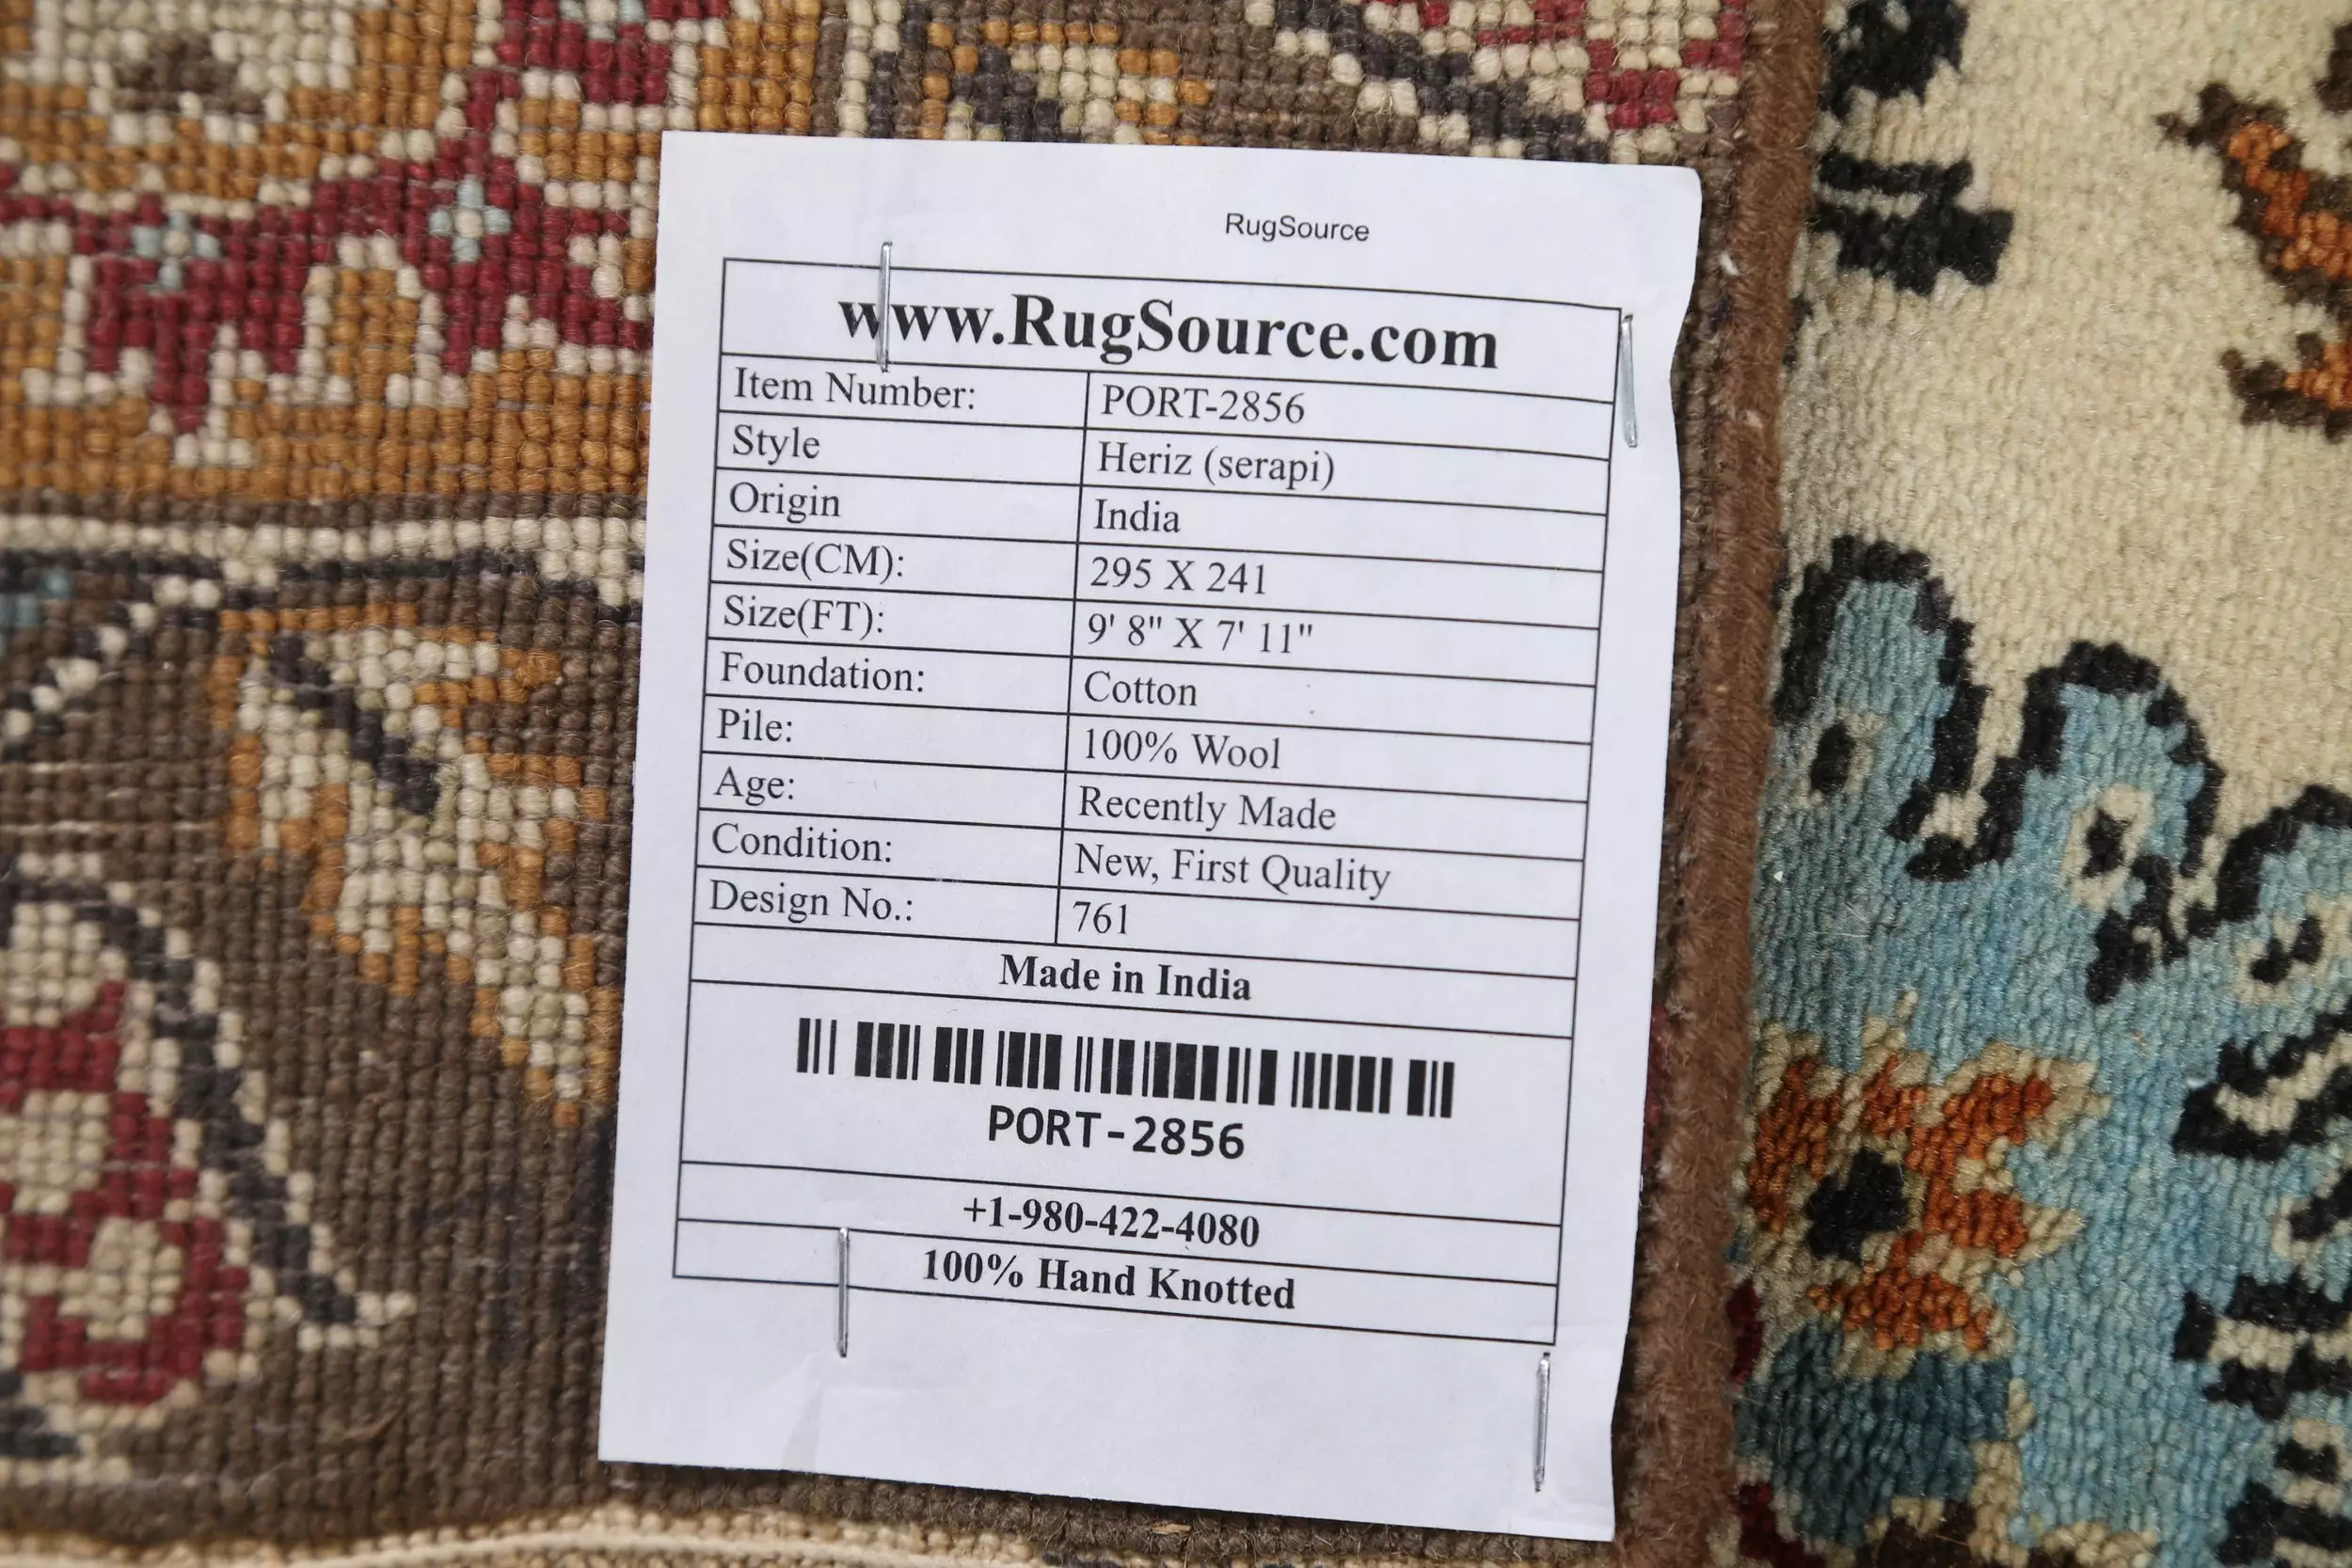 RugSource
www.RugSource.com
Item Number: PORT-2856
Style Heriz (serapi)
Origin India
Size(CM): 295 X 241
Size(FT): 9' 8" X 7' 11"
Foundation: Cotton
Pile: 100% Wool
Age: Recently Made
Condition: New, First Quality
Design No.: 761
Made in India
PORT-2856
+1-980-422-4080
100% Hand Knotted